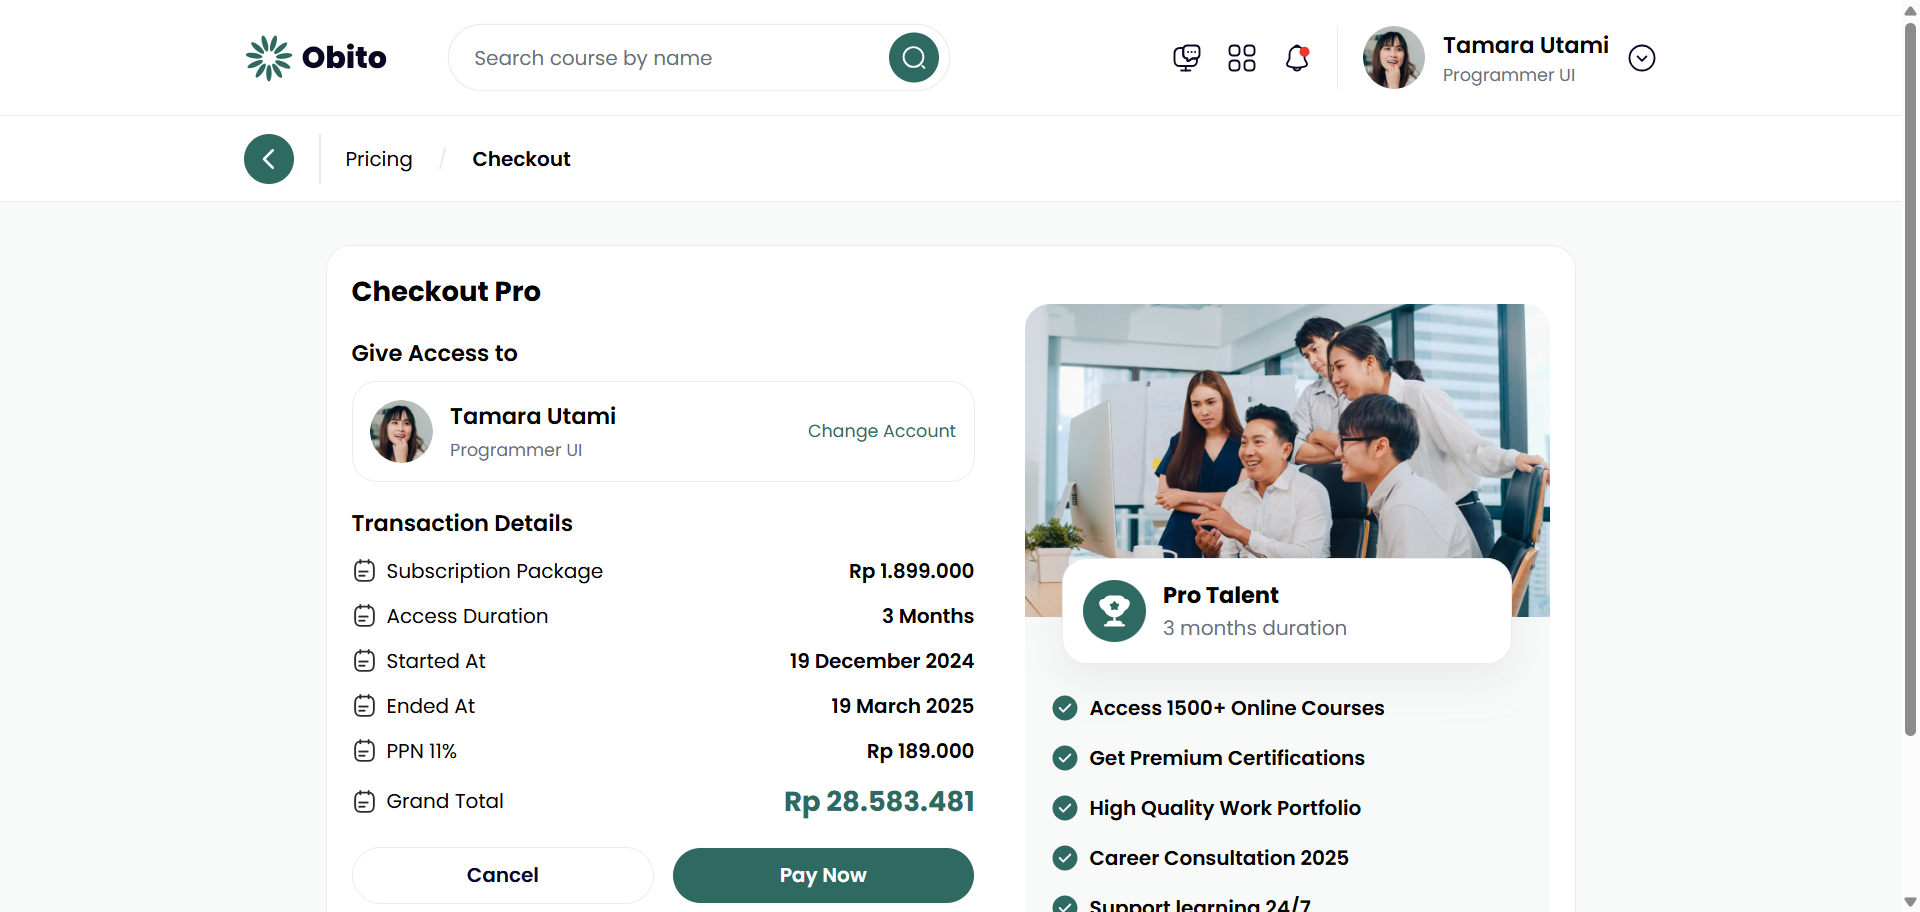 Obito
Search course by name
Tamara Utami
Programmer UI
Pricing / Checkout
Checkout Pro
Give Access to
Tamara Utami
Programmer UI
Change Account
Transaction Details
Subscription Package Rp 1.899.000
Access Duration 3 Months
Started At 19 December 2024
Ended At 19 March 2025
PPN 11% Rp 189.000
Grand Total Rp 28.583.481
Cancel
Pay Now
Pro Talent
3 months duration
Access 1500+ Online Courses
Get Premium Certifications
High Quality Work Portfolio
Career Consultation 2025
Support learning 24/7